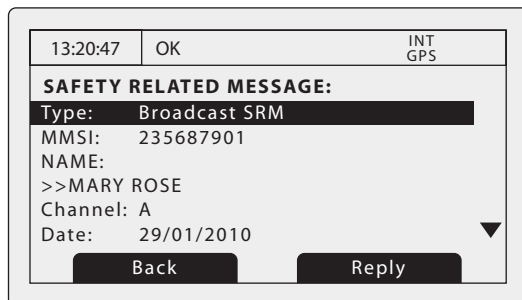 13:20:47 OK INT
GPS
SAFETY RELATED MESSAGE:
Type: Broadcast SRM
MMSI: 235687901
NAME:
>>MARY ROSE
Channel: A
Date: 29/01/2010
Back Reply